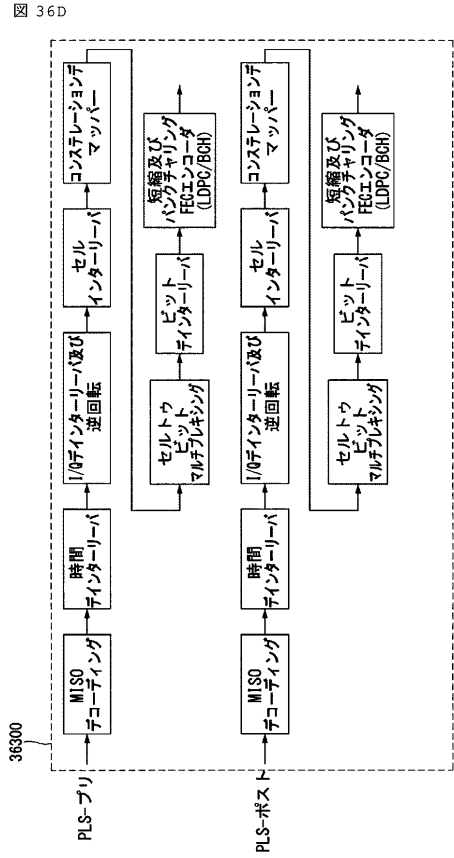 図 36D
36300
PLS-プリ
MISO
デコーディング
時間
デインターリーバ
I/Qデインターリーバ及び
逆回転
セル
インターリーバ
コンステレーションデ
マッパー
セルトゥ
ビット
マルチプレキシング
ビット
デインターリーバ
短縮及び
パンクチャリング
FECエンコーダ
(LDPC/BCH)
PLS-ポスト
MISO
デコーディング
時間
デインターリーバ
I/Qデインターリーバ及び
逆回転
セル
インターリーバ
コンステレーションデ
マッパー
セルトゥ
ビット
マルチプレキシング
ビット
デインターリーバ
短縮及び
パンクチャリング
FECエンコーダ
(LDPC/BCH)